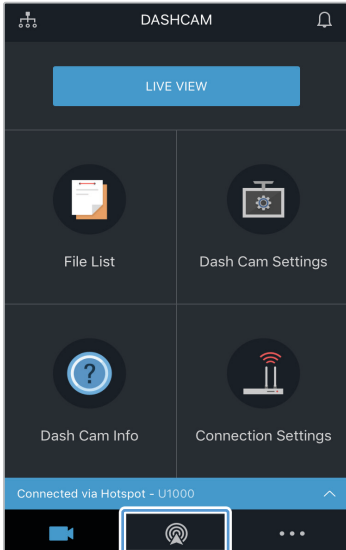 DASHCAM
LIVE VIEW
File List
Dash Cam Settings
Dash Cam Info
Connection Settings
Connected via Hotspot - U1000